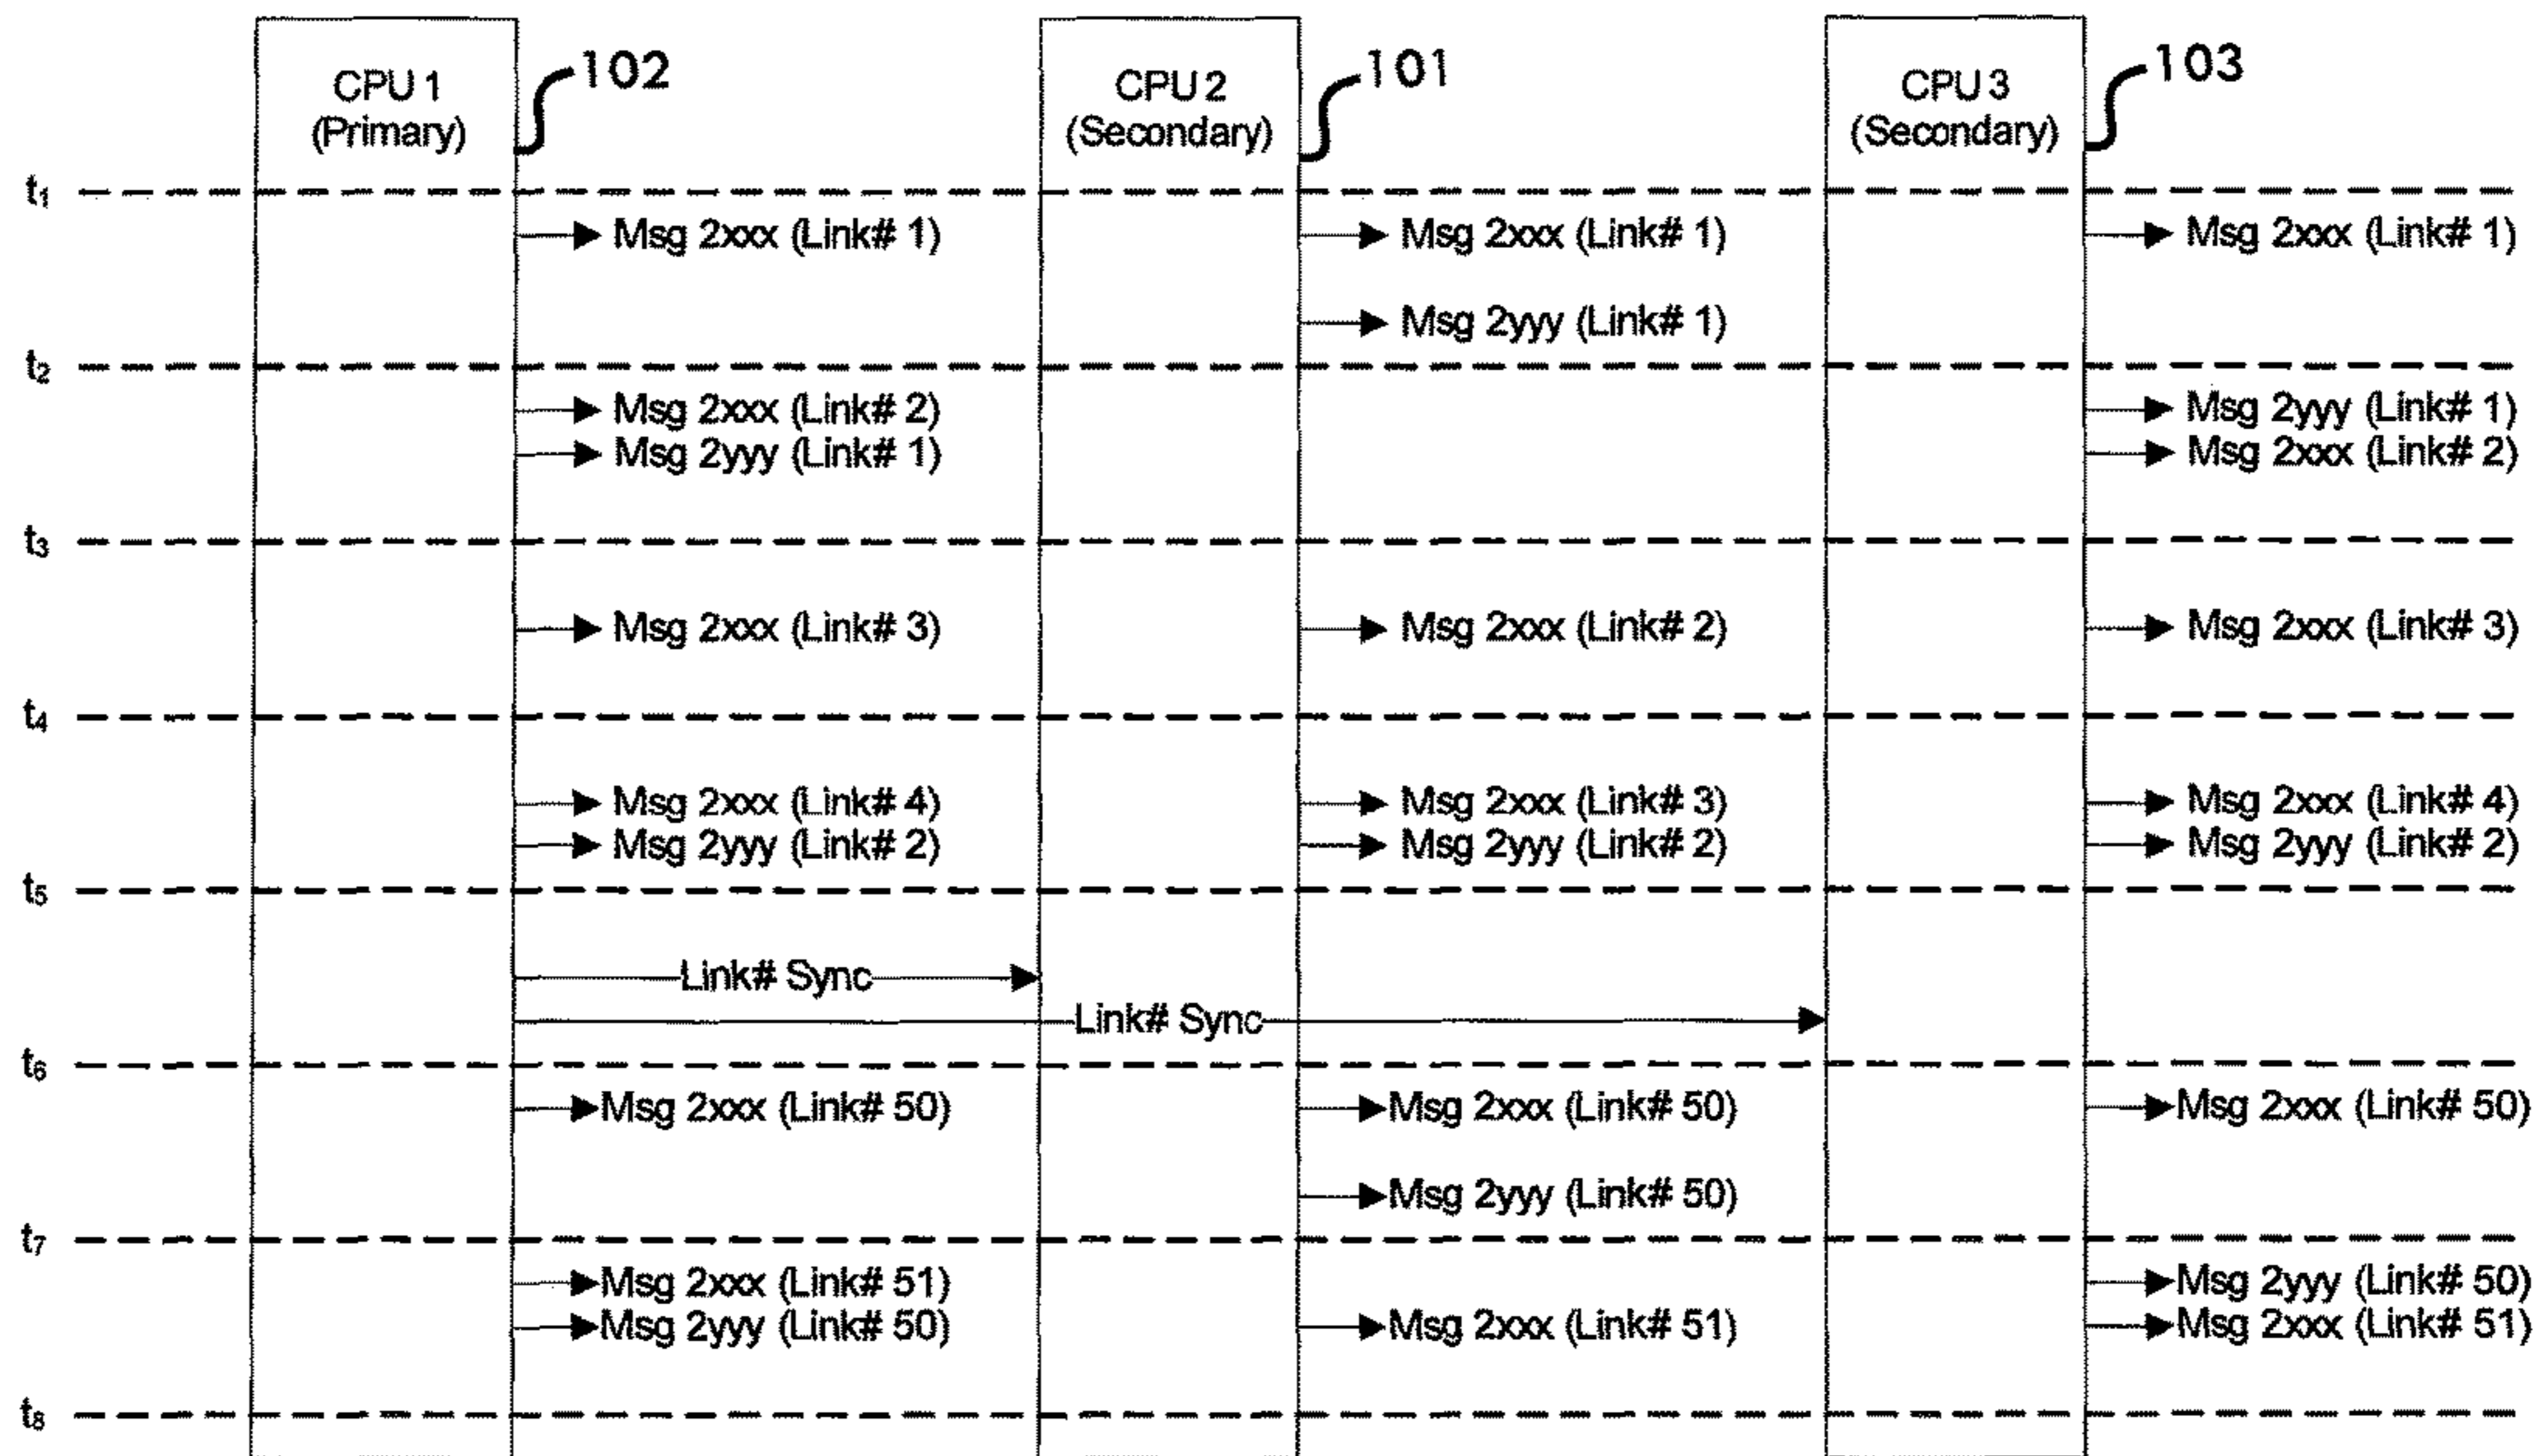 CPU 1
(Primary)
102
CPU 2
(Secondary)
101
CPU 3
(Secondary)
103
t1
Msg 2xxx (Link# 1)
Msg 2xxx (Link# 1)
Msg 2xxx (Link# 1)
Msg 2yyy (Link# 1)
t2
Msg 2xxx (Link# 2)
Msg 2yyy (Link# 1)
Msg 2yyy (Link# 1)
Msg 2xxx (Link# 2)
t3
Msg 2xxx (Link# 3)
Msg 2xxx (Link# 2)
Msg 2xxx (Link# 3)
t4
Msg 2xxx (Link# 4)
Msg 2xxx (Link# 3)
Msg 2xxx (Link# 4)
Msg 2yyy (Link# 2)
Msg 2yyy (Link# 2)
Msg 2yyy (Link# 2)
t5
Link# Sync
Link# Sync
t6
Msg 2xxx (Link# 50)
Msg 2xxx (Link# 50)
Msg 2xxx (Link# 50)
Msg 2yyy (Link# 50)
t7
Msg 2xxx (Link# 51)
Msg 2yyy (Link# 50)
Msg 2yyy (Link# 50)
Msg 2xxx (Link# 51)
Msg 2xxx (Link# 51)
t8